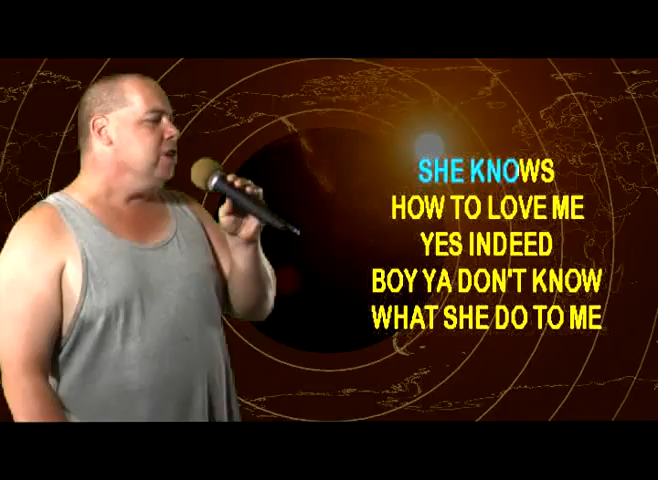 SHE KNOWS
HOW TO LOVE ME
YES INDEED
BOY YA DON'T KNOW
WHAT SHE DO TO ME